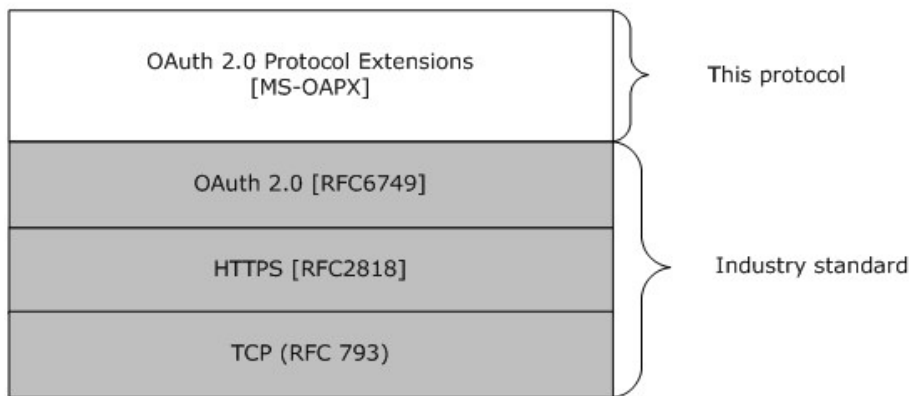 OAuth 2.0 Protocol Extensions
[MS-OAPX]
This protocol
OAuth 2.0 [RFC6749]
HTTPS [RFC2818]
Industry standard
TCP (RFC 793)